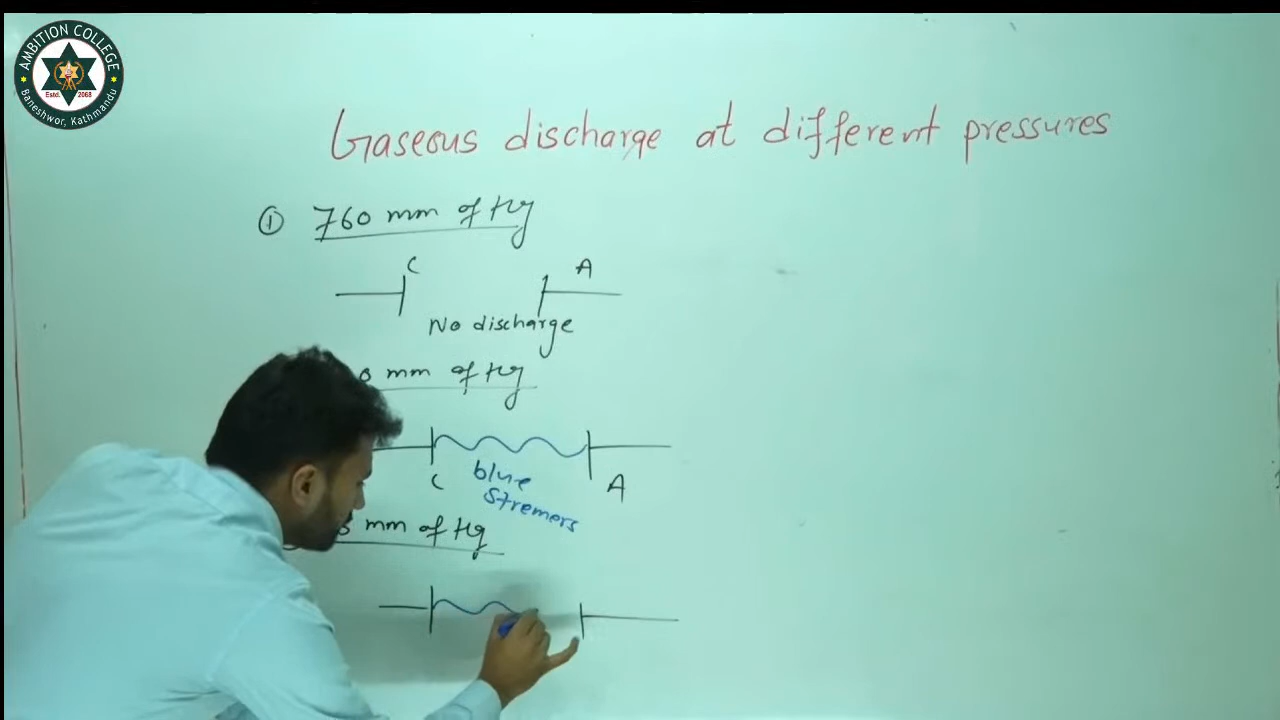 AMBITION COLLEGE
Estd. 2068
Baneshwor, Kathmandu
Gaseous discharge at different pressures
① 760 mm of Hg
C A
No discharge
mm of Hg
blue
C A
Stremers
mm of Hg